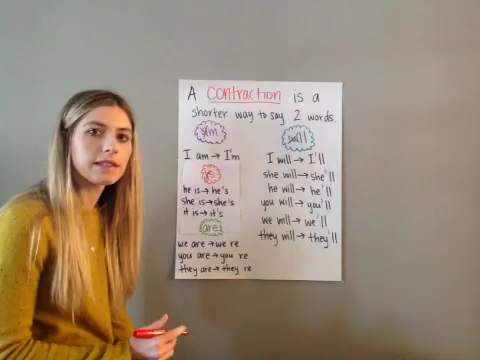 A contraction is a
shorter way to say 2 words.
am
I am → I'm
is
he is → he's
she is → she's
it is → it's
are
we are → we re
you are → you re
they are → they re
will
I will → I'll
she will → she'll
he will → he'll
you will → you'll
we will → we'll
they will → they'll